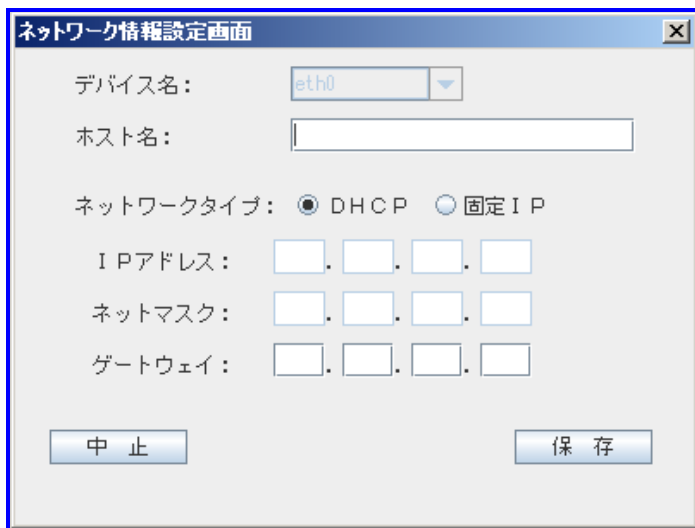 ネットワーク情報設定画面
デバイス名： eth0
ホスト名：
ネットワークタイプ： ＤＨＣＰ 固定ＩＰ
ＩＰアドレス： . . .
ネットマスク： . . .
ゲートウェイ： . . .
中 止 保 存